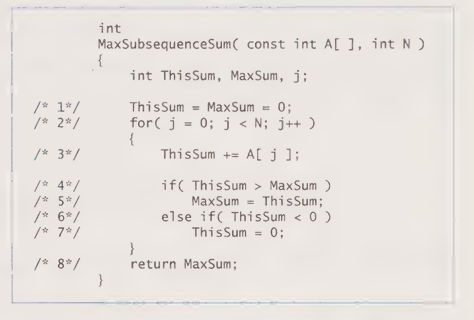 int
MaxSubsequenceSum( const int A[ ], int N )
{
int ThisSum, MaxSum, j;
/* 1*/ ThisSum = MaxSum = 0;
/* 2*/ for( j = 0; j < N; j++ )
{
/* 3*/ ThisSum += A[ j ];
/* 4*/ if( ThisSum > MaxSum )
/* 5*/ MaxSum = ThisSum;
/* 6*/ else if( ThisSum < 0 )
/* 7*/ ThisSum = 0;
}
/* 8*/ return MaxSum;
}